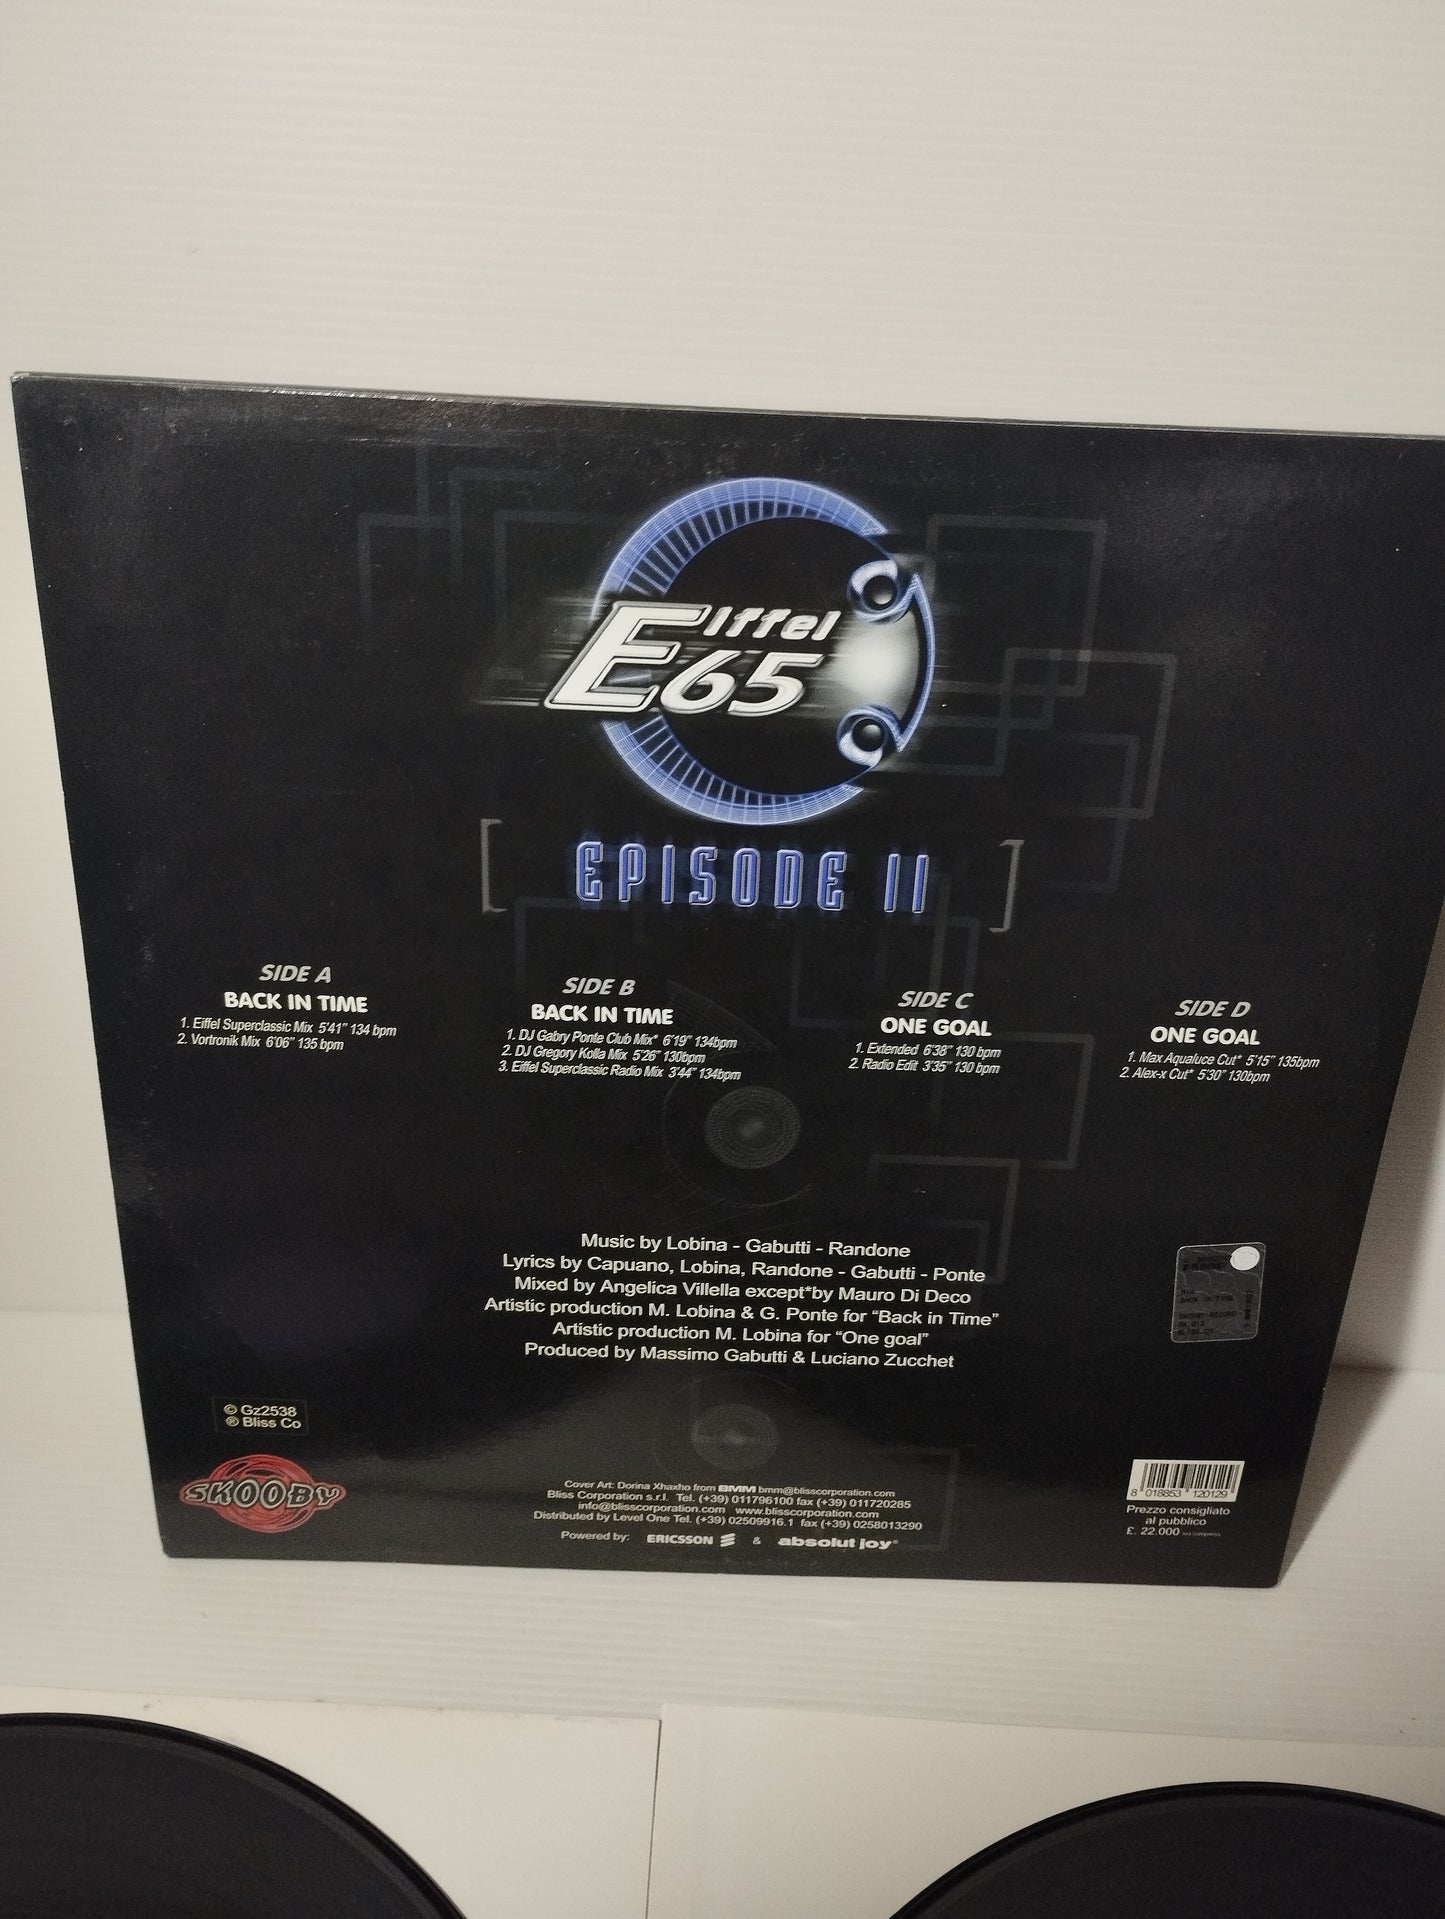 Eiffel
65
[ EPISODE II ]
SIDE A
BACK IN TIME
1. Eiffel Superclassic Mix 5'41" 134 bpm
2. Vortronik Mix 6'06" 135 bpm
SIDE B
BACK IN TIME
1. DJ Gabry Ponte Club Mix* 6'19" 134bpm
2. DJ Gregory Kolla Mix 5'26" 130bpm
3. Eiffel Superclassic Radio Mix 3'44" 134bpm
SIDE C
ONE GOAL
1. Extended 6'38" 130 bpm
2. Radio Edit 3'35" 130 bpm
SIDE D
ONE GOAL
1. Max Aqualuce Cut* 5'15" 135bpm
2. Alex-x Cut* 5'30" 130bpm
Music by Lobina - Gabutti - Randone
Lyrics by Capuano, Lobina, Randone - Gabutti - Ponte
Mixed by Angelica Villella except*by Mauro Di Deco
Artistic production M. Lobina & G. Ponte for "Back in Time"
Artistic production M. Lobina for "One goal"
Produced by Massimo Gabutti & Luciano Zucchet
BACK IN TIME
© Gz2538
® Bliss Co
SKOOBY
Cover Art: Dorina Xhaxho from BMM bmm@blisscorporation.com
Bliss Corporation s.r.l. Tel. (+39) 011796100 fax (+39) 011720285
info@blisscorporation.com www.blisscorporation.com
Distributed by Level One Tel. (+39) 02509916.1 fax (+39) 0258013290
Powered by: ERICSSON & absolut joy
8 016853 120129
Prezzo consigliato
al pubblico
£. 22.000